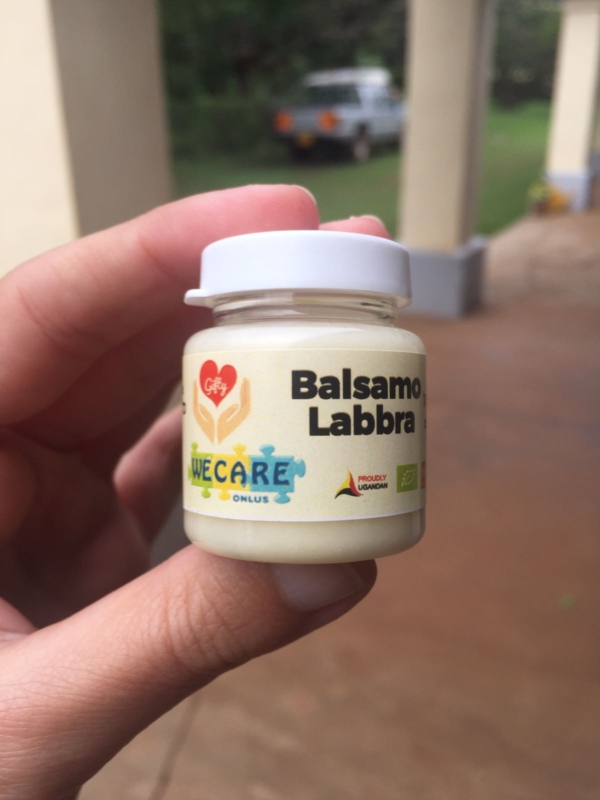 Gifty
Balsamo
Labbra
WECARE
ONLUS
PROUDLY
UGANDAN